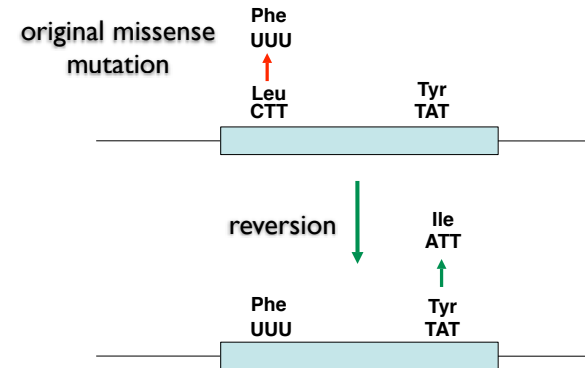 original missense
mutation
Phe
UUU
Leu
CTT
Tyr
TAT
reversion
Ile
ATT
Phe
UUU
Tyr
TAT